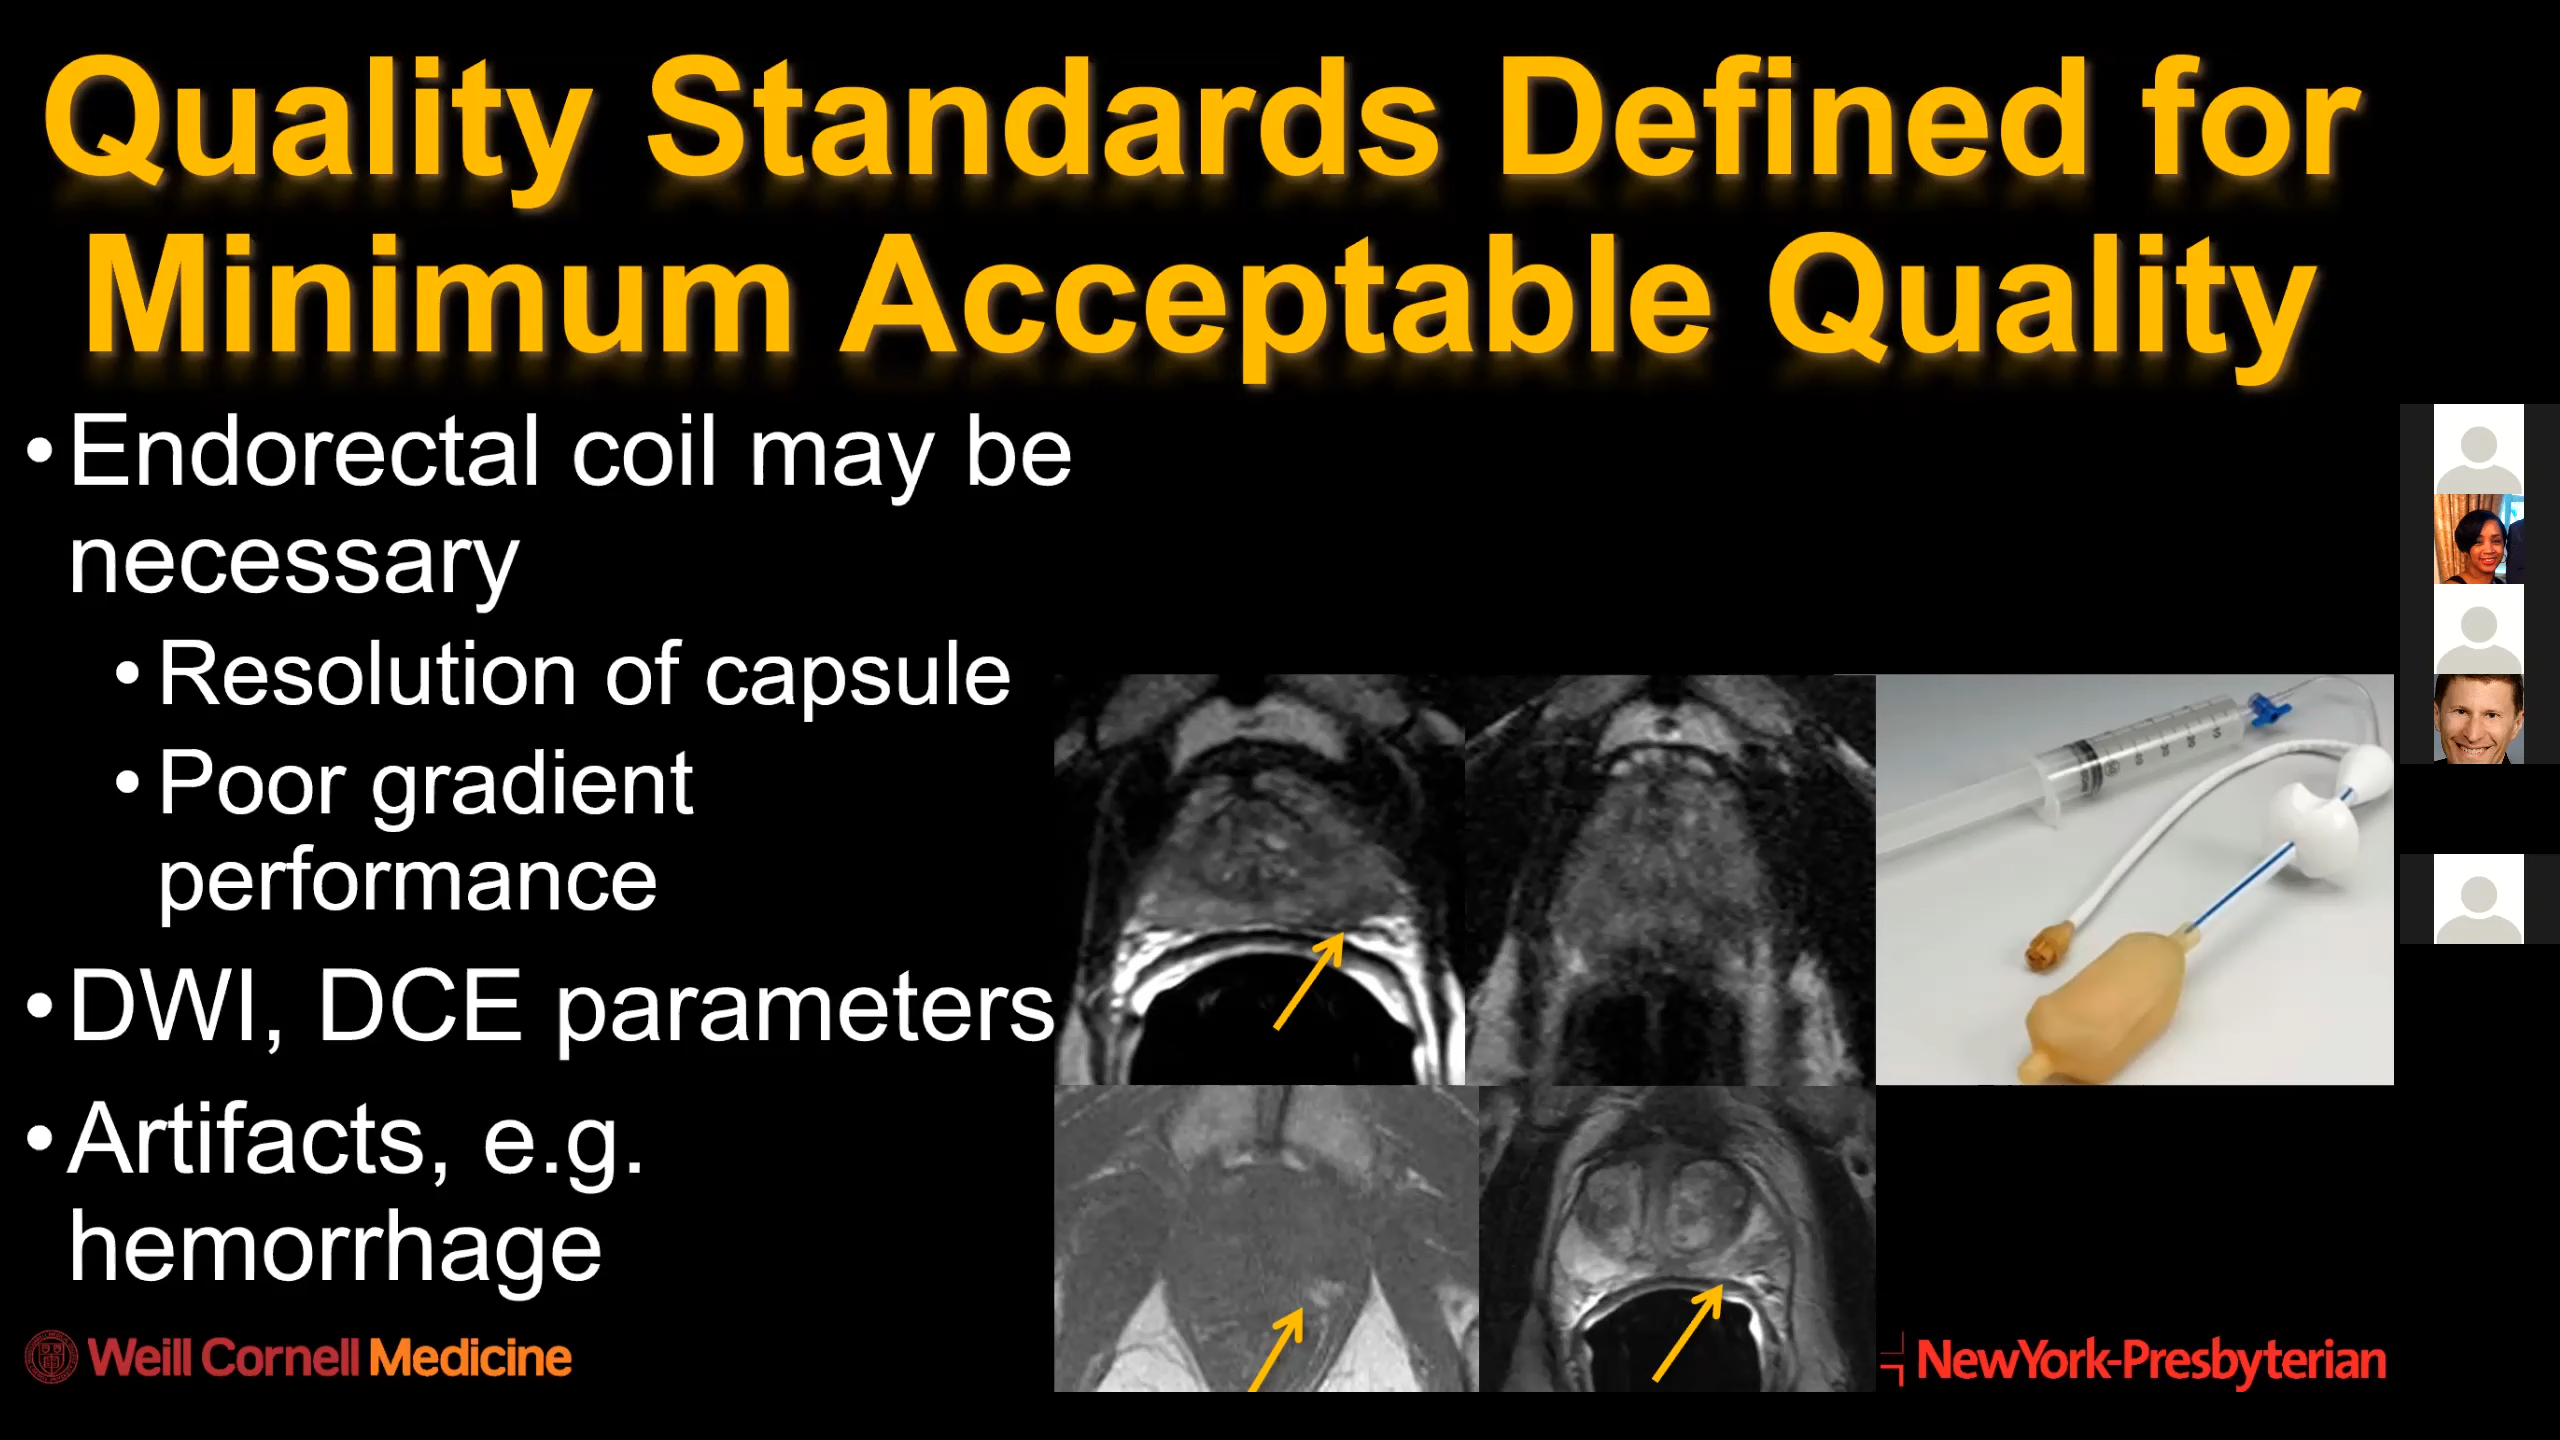 Quality Standards Defined for
Minimum Acceptable Quality
•Endorectal coil may be
necessary
•Resolution of capsule
•Poor gradient
performance
•DWI, DCE parameters
•Artifacts, e.g.
hemorrhage
Weill Cornell Medicine
NewYork-Presbyterian